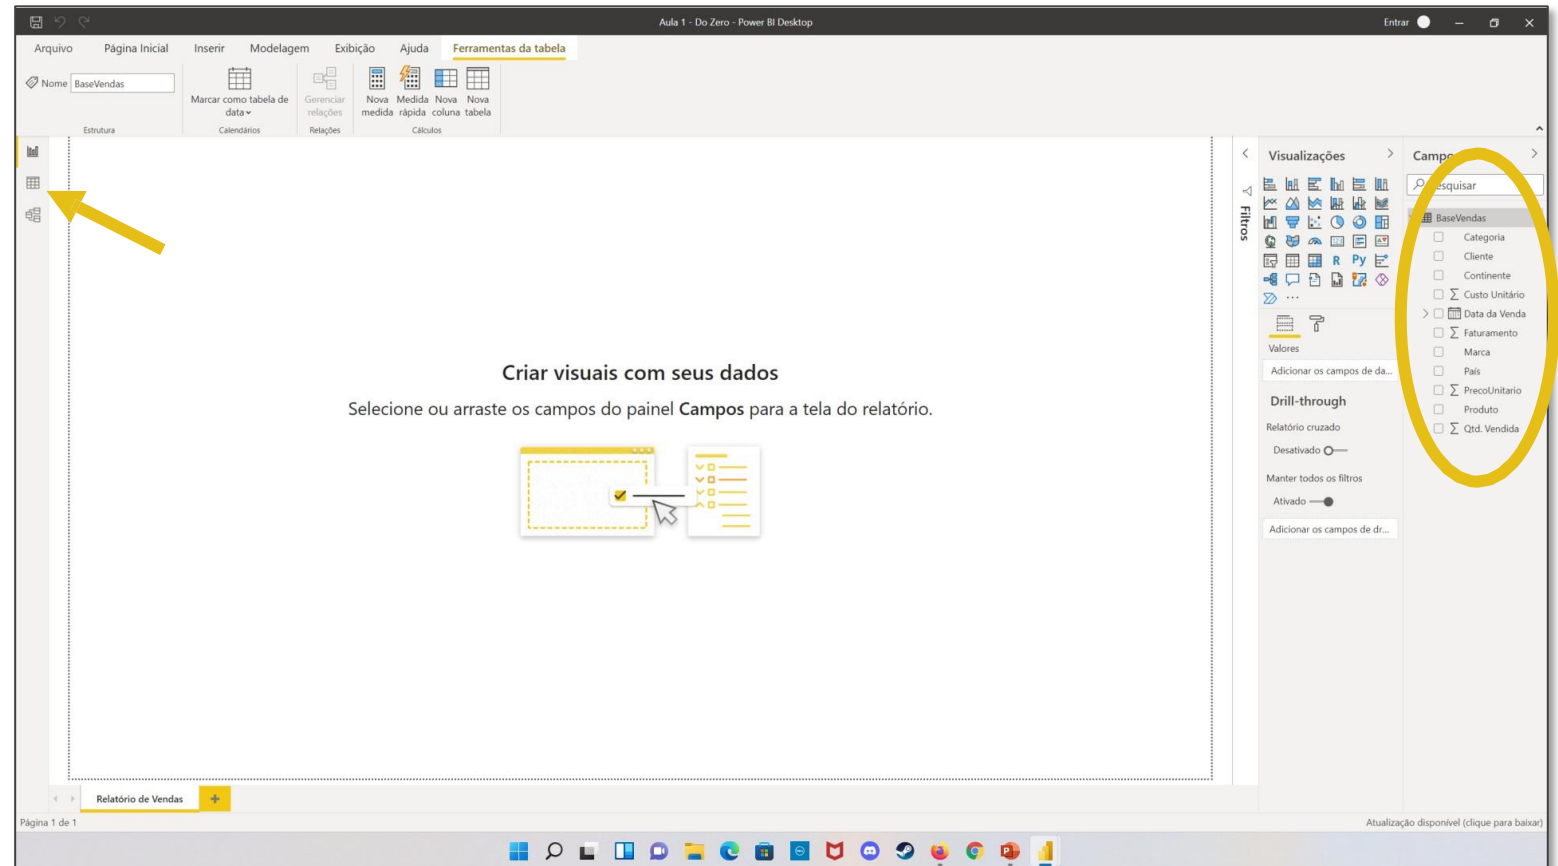 Aula 1 - Do Zero - Power BI Desktop
Entrar
Arquivo Página Inicial Inserir Modelagem Exibição Ajuda Ferramentas da tabela
Nome BaseVendas
Marcar como tabela de
data
Gerenciar
relações
Nova
medida
Medida
rápida
Nova
coluna
Nova
tabela
Estrutura Calendários Relações Cálculos
Criar visuais com seus dados
Selecione ou arraste os campos do painel Campos para a tela do relatório.
Filtros
Visualizações
123
R Py
...
Valores
Adicionar os campos de da...
Drill-through
Relatório cruzado
Desativado
Manter todos os filtros
Ativado
Adicionar os campos de dr...
BaseVendas
Categoria
Cliente
Continente
Σ Custo Unitário
Data da Venda
Σ Faturamento
Marca
País
Σ PrecoUnitario
Produto
Σ Qtd. Vendida
Relatório de Vendas +
Página 1 de 1
Atualização disponível (clique para baixar)